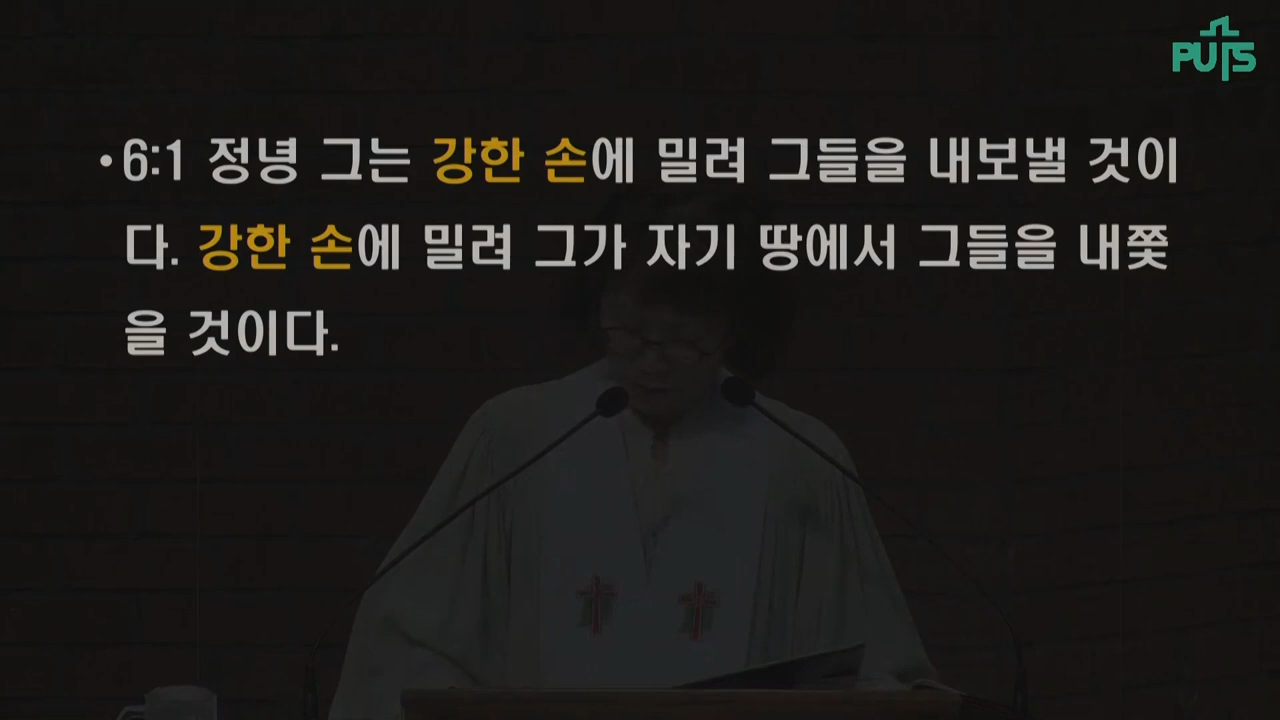 PUTS
•6:1 정녕 그는 강한 손에 밀려 그들을 내보낼 것이
다. 강한 손에 밀려 그가 자기 땅에서 그들을 내쫓
을 것이다.